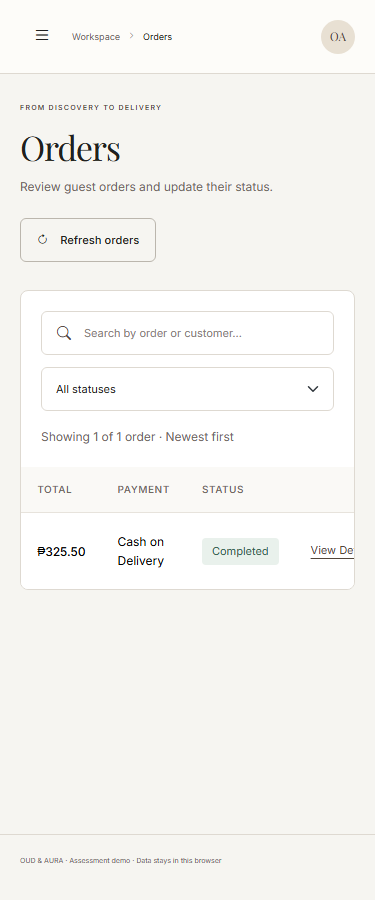 Workspace > Orders
OA
FROM DISCOVERY TO DELIVERY
Orders
Review guest orders and update their status.
Refresh orders
Search by order or customer...
All statuses
Showing 1 of 1 order · Newest first
TOTAL PAYMENT STATUS
₱325.50 Cash on Delivery Completed View De
OUD & AURA · Assessment demo · Data stays in this browser